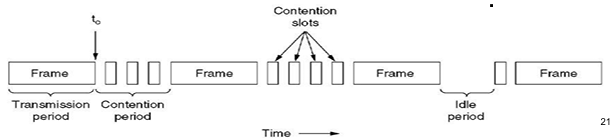 t₀
Contention
slots
Frame
Frame
Frame
Frame
Transmission
period
Contention
period
Idle
period
Time
21